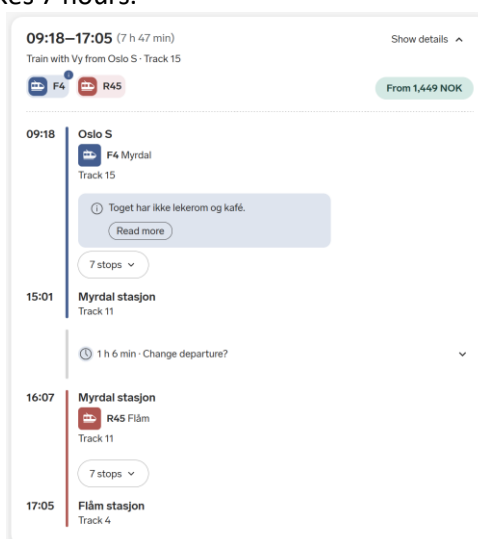 kes 7 hours.
09:18–17:05 (7 h 47 min)
Show details
Train with Vy from Oslo S · Track 15
F4 R45
From 1,449 NOK
09:18 Oslo S
F4 Myrdal
Track 15
Toget har ikke lekerom og kafé.
Read more
7 stops
15:01 Myrdal stasjon
Track 11
1 h 6 min · Change departure?
16:07 Myrdal stasjon
R45 Flåm
Track 11
7 stops
17:05 Flåm stasjon
Track 4